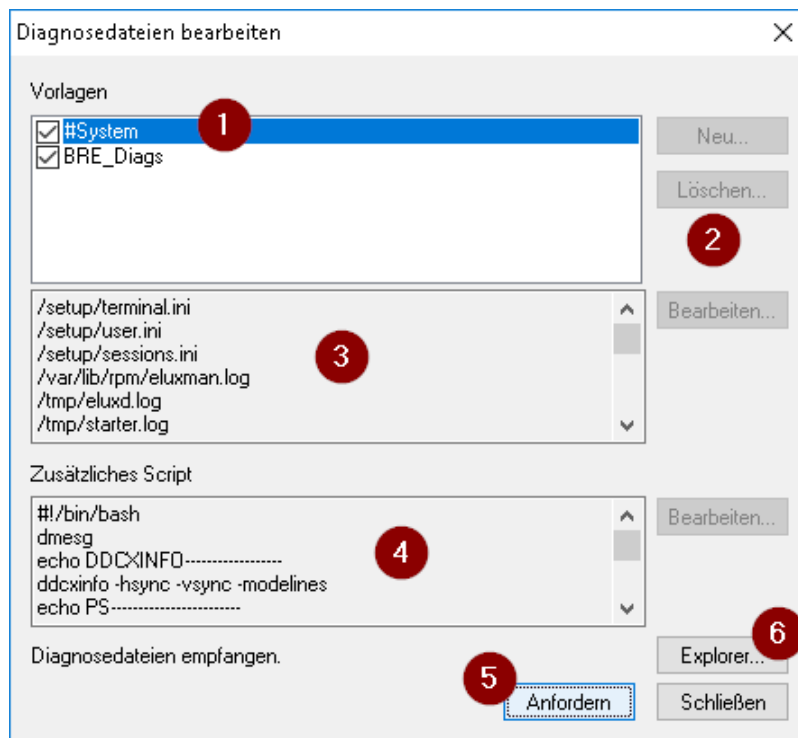 Diagnosedateien bearbeiten
Vorlagen
1
#System
BRE_Diags
Neu...
Löschen...
2
/setup/terminal.ini
/setup/user.ini
/setup/sessions.ini
/var/lib/rpm/eluxman.log
/tmp/eluxd.log
/tmp/starter.log
3
Bearbeiten...
Zusätzliches Script
#!/bin/bash
dmesg
echo DDCXINFO------------------
ddcxinfo -hsync -vsync -modelines
echo PS------------------------
4
Bearbeiten...
6
Diagnosedateien empfangen.
Explorer...
5
Anfordern
Schließen